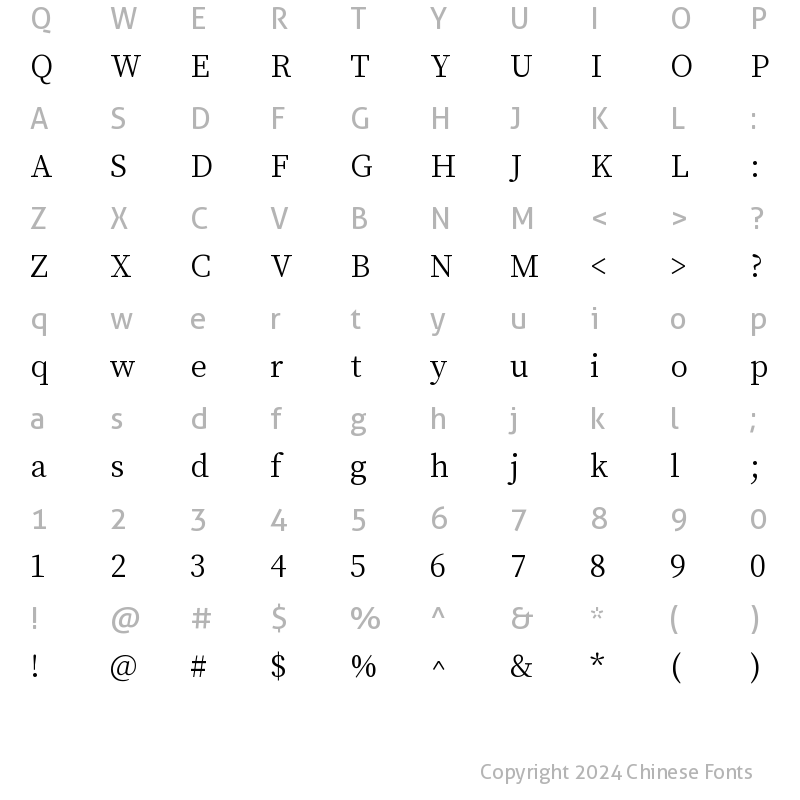 Q W E R T Y U I O P
Q W E R T Y U I O P
A S D F G H J K L :
A S D F G H J K L :
Z X C V B N M < > ?
Z X C V B N M < > ?
q w e r t y u i o p
q w e r t y u i o p
a s d f g h j k l ;
a s d f g h j k l ;
1 2 3 4 5 6 7 8 9 0
1 2 3 4 5 6 7 8 9 0
! @ # $ % ^ & * ( )
! @ # $ % ^ & * ( )
Copyright 2024 Chinese Fonts